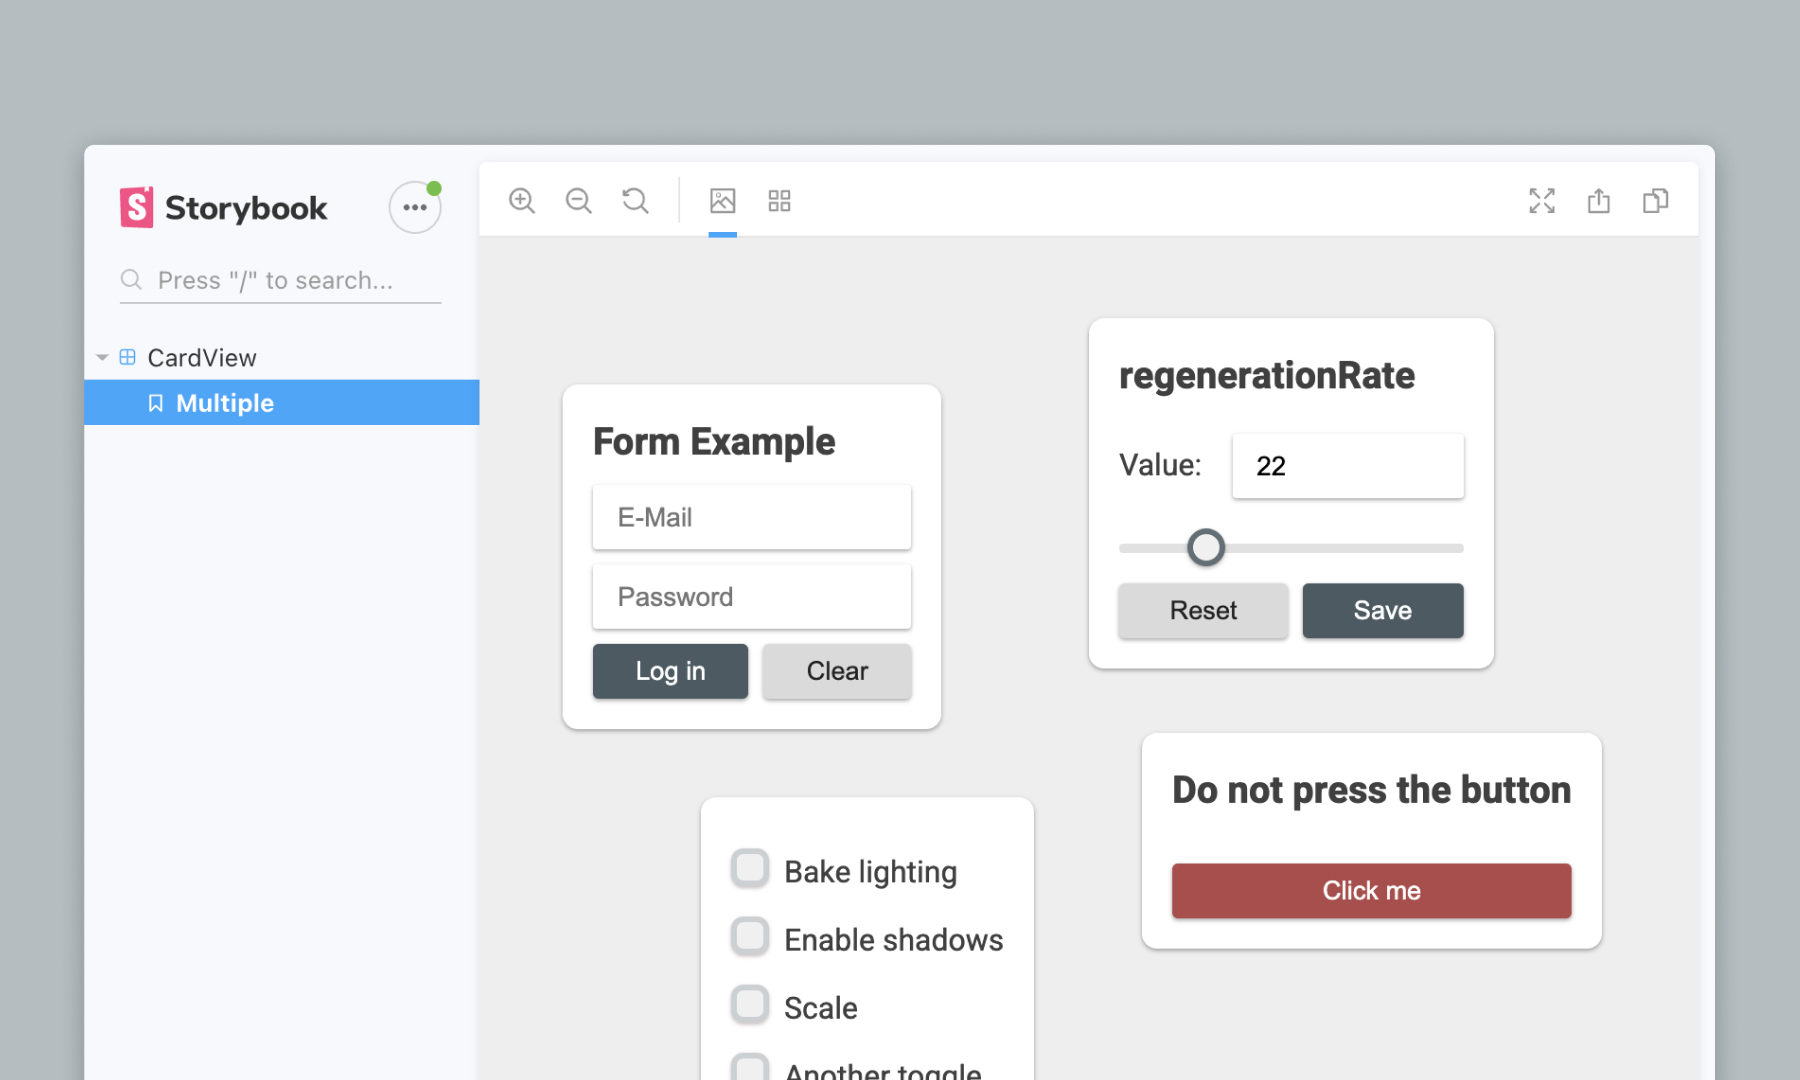 Storybook
Press "/" to search...
CardView
Multiple
Form Example
E-Mail
Password
Log in
Clear
regenerationRate
Value:
22
Reset
Save
Do not press the button
Click me
Bake lighting
Enable shadows
Scale
Another toggle